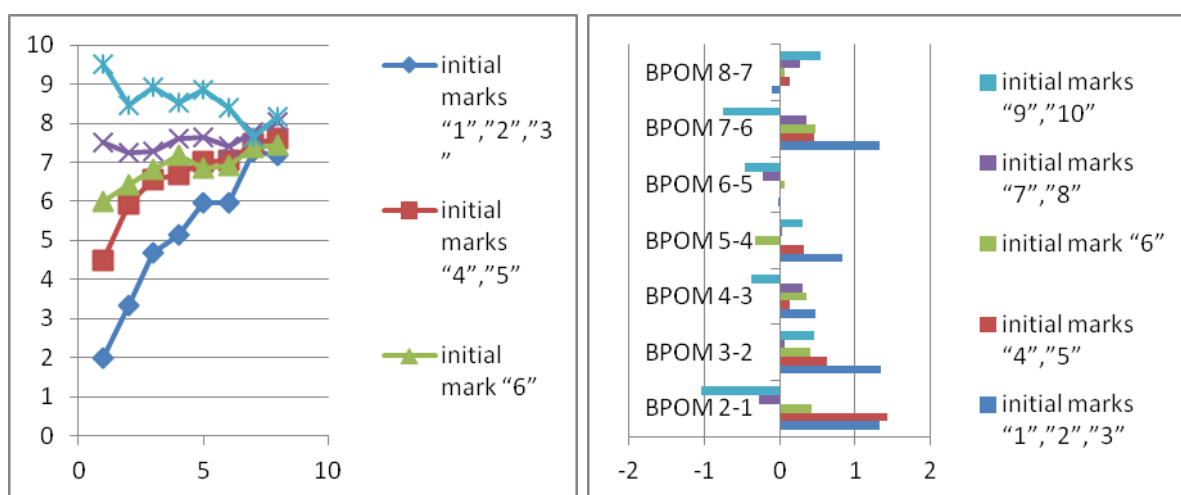 10
9
8
7
6
5
4
3
2
1
0
0
5
10
initial
marks
“1”,”2”,”3
”
initial
marks
“4”,”5”
initial
mark “6”
BPOM 8-7
BPOM 7-6
BPOM 6-5
BPOM 5-4
BPOM 4-3
BPOM 3-2
BPOM 2-1
-2
-1
0
1
2
initial marks
“9”,”10”
initial marks
“7”,”8”
initial mark “6”
initial marks
“4”,”5”
initial marks
“1”,”2”,”3”